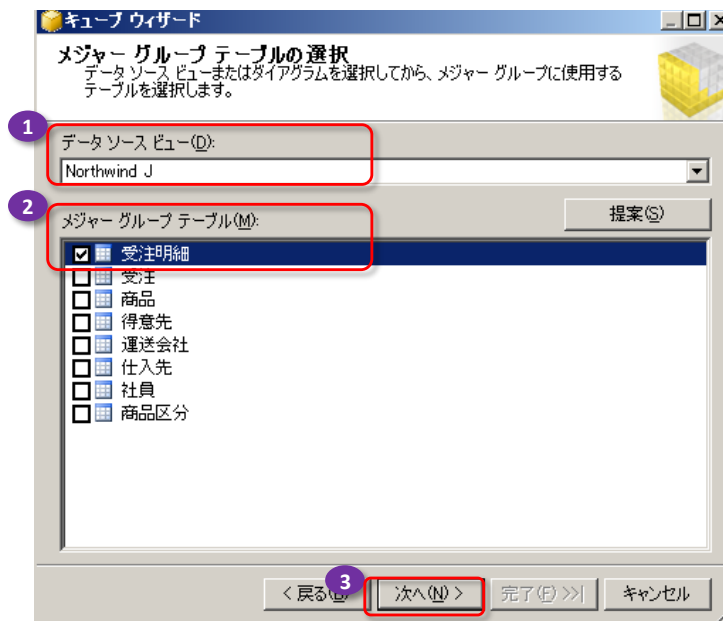 キューブ ウィザード
メジャー グループ テーブルの選択
データ ソース ビューまたはダイアグラムを選択してから、メジャー グループに使用する
テーブルを選択します。
1
データ ソース ビュー(D):
Northwind J
2
メジャー グループ テーブル(M):
提案(S)
受注明細
受注
商品
得意先
運送会社
仕入先
社員
商品区分
3
< 戻る(B)
次へ(N) >
完了(F) >>|
キャンセル